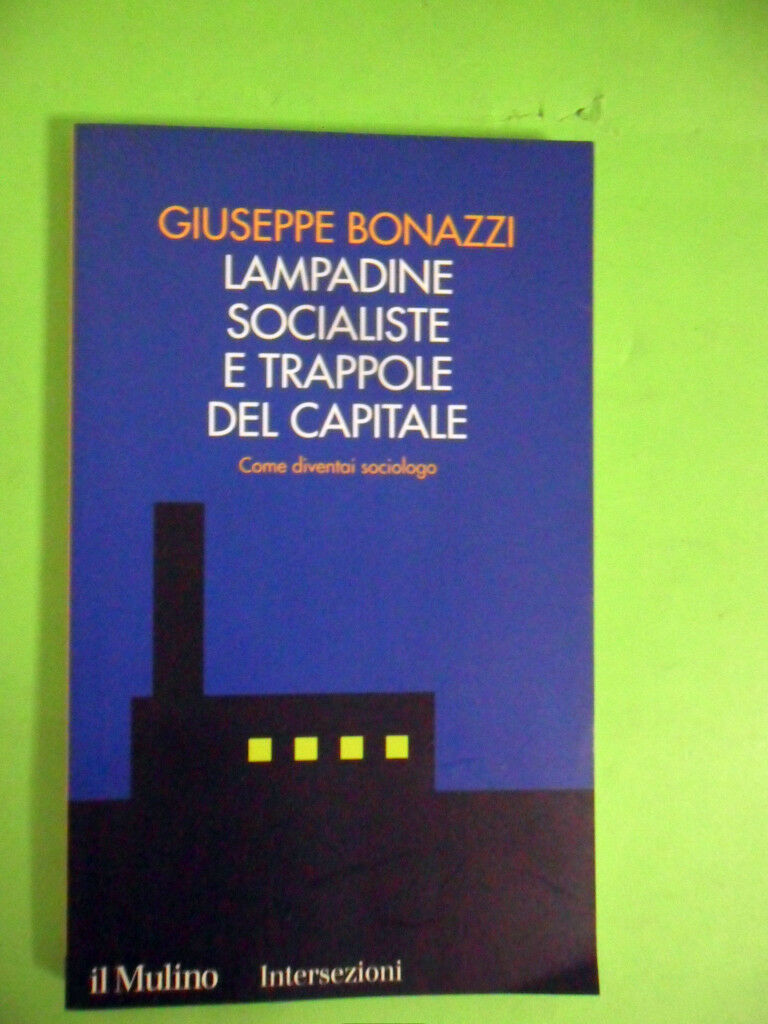 GIUSEPPE BONAZZI
LAMPADINE
SOCIALISTE
E TRAPPOLE
DEL CAPITALE
Come diventai sociologo
il Mulino Intersezioni